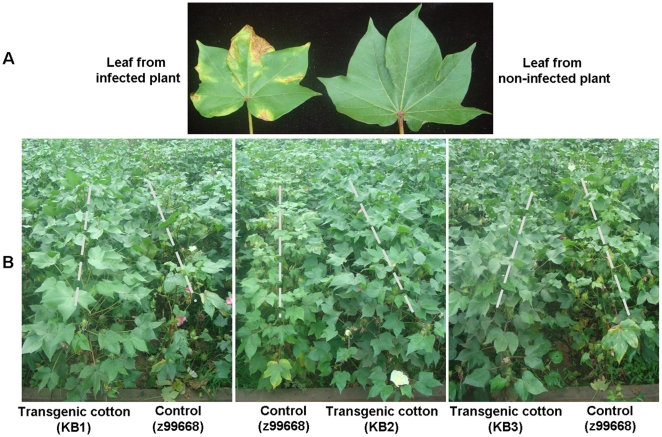 A
Leaf from
infected plant
Leaf from
non-infected plant
B
Transgenic cotton
(KB1)
Control
(z99668)
Control
(z99668)
Transgenic cotton
(KB2)
Transgenic cotton
(KB3)
Control
(z99668)